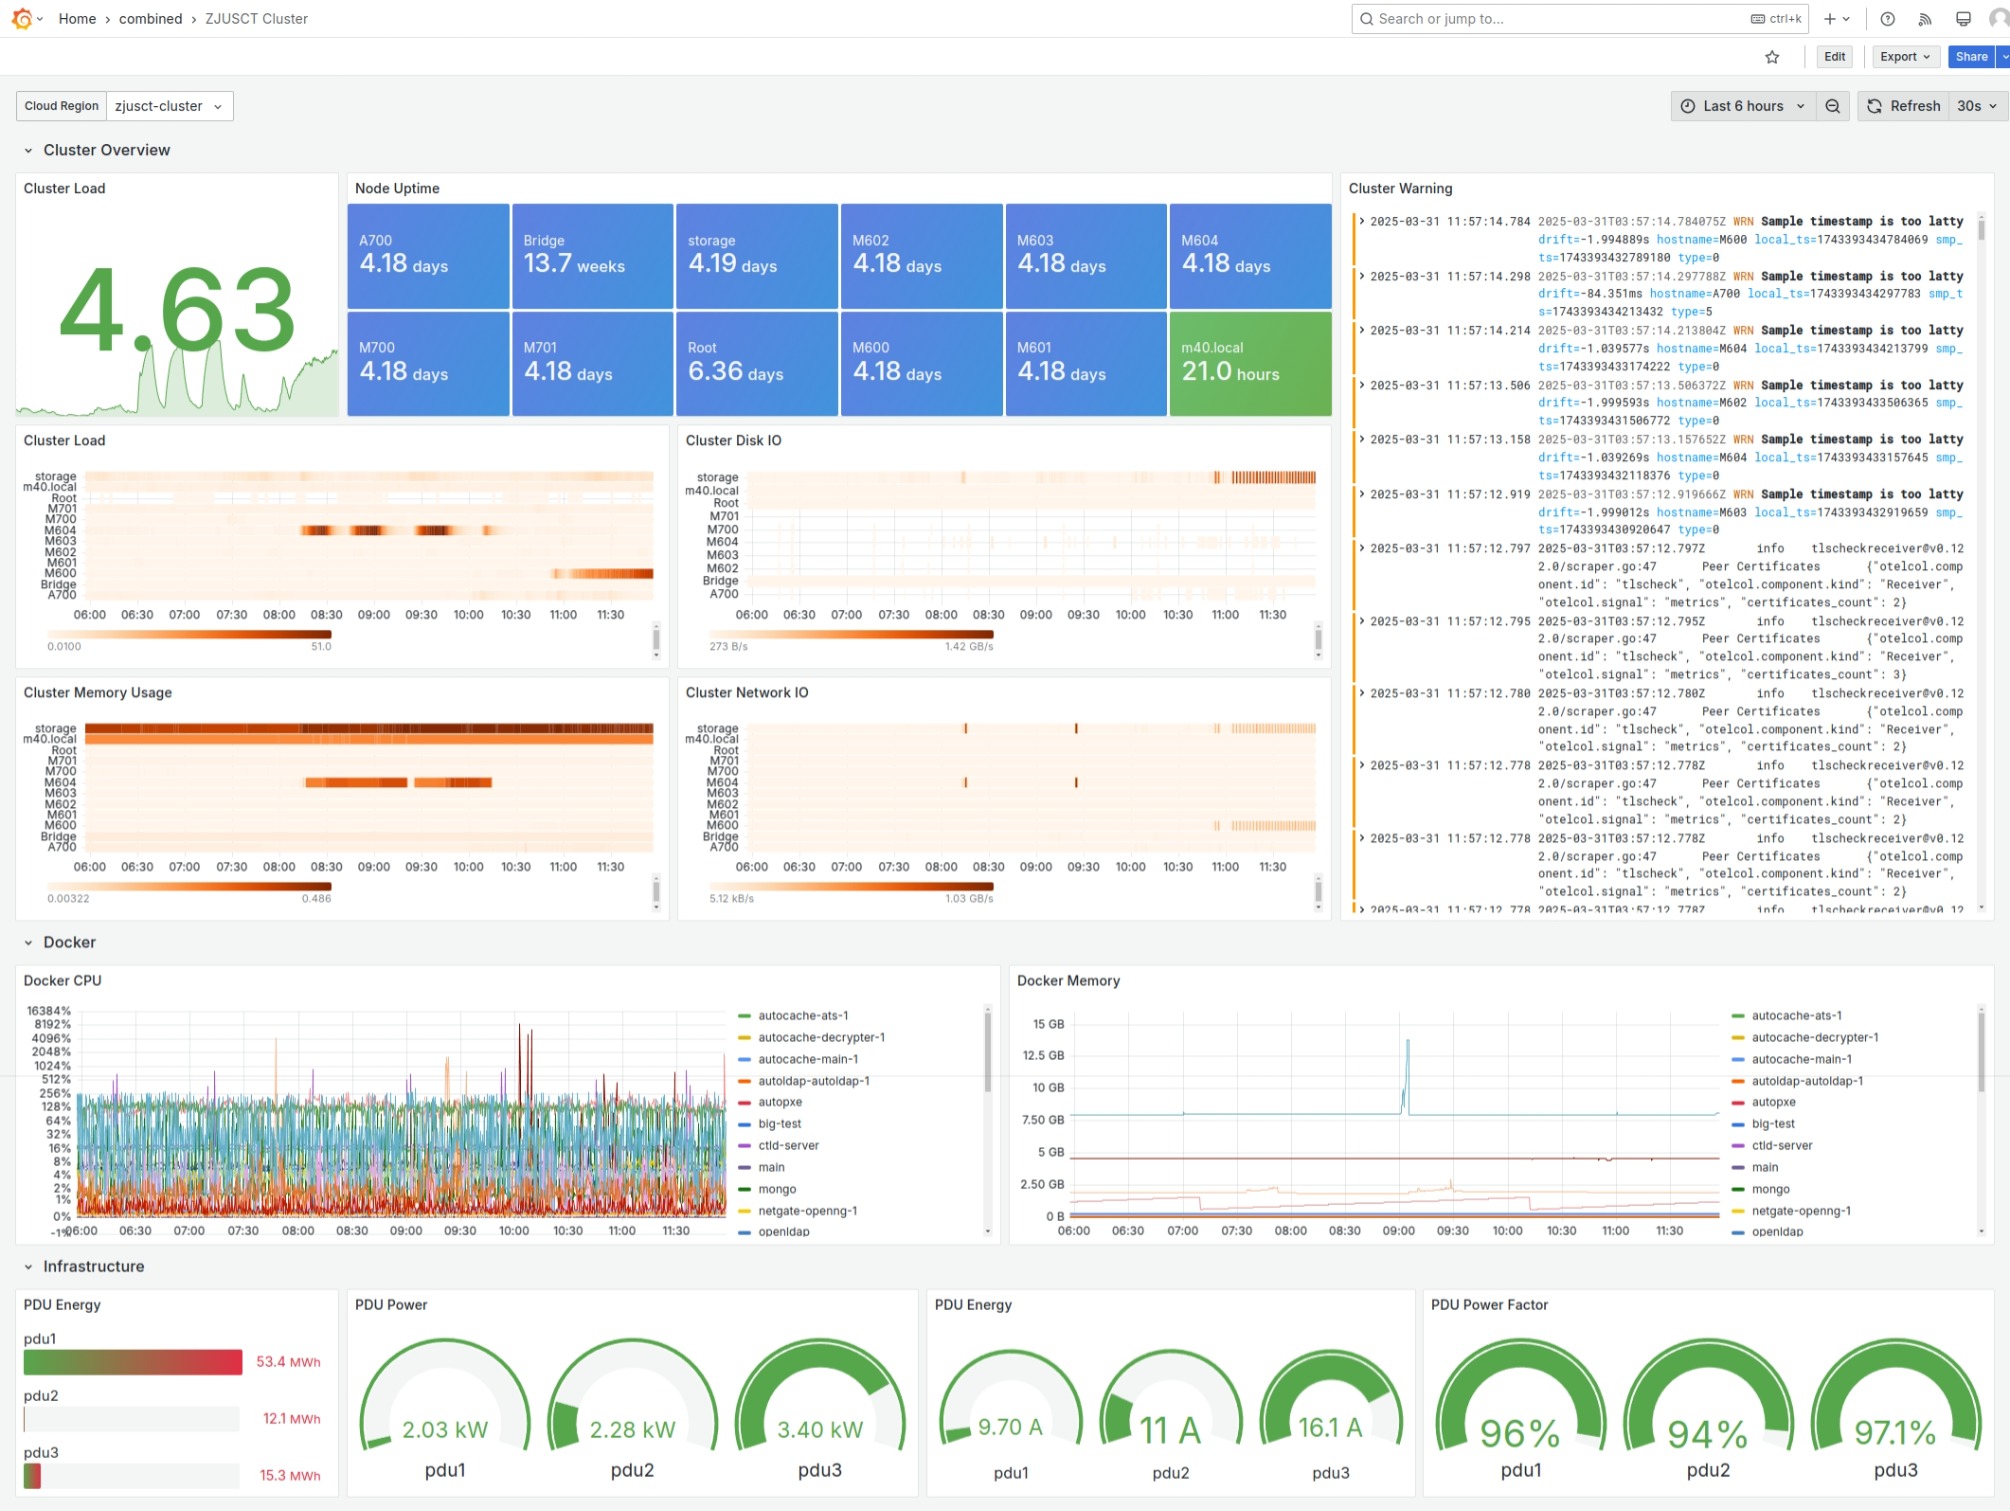 Home › combined › ZJUSCT Cluster
Search or jump to...
ctrl+k
Edit
Export
Share
Cloud Region
zjusct-cluster
Last 6 hours
Refresh
30s
Cluster Overview
Cluster Load
4.63
Node Uptime
A700
4.18 days
Bridge
13.7 weeks
storage
4.19 days
M602
4.18 days
M603
4.18 days
M604
4.18 days
M700
4.18 days
M701
4.18 days
Root
6.36 days
M600
4.18 days
M601
4.18 days
m40.local
21.0 hours
Cluster Warning
2025-03-31 11:57:14.784 2025-03-31T03:57:14.784075Z WRN Sample timestamp is too latty
drift=-1.994889s hostname=M600 local_ts=1743393434784069 smp_
ts=1743393432789180 type=0
2025-03-31 11:57:14.298 2025-03-31T03:57:14.297788Z WRN Sample timestamp is too latty
drift=-84.351ms hostname=A700 local_ts=1743393434297783 smp_t
s=1743393434213432 type=5
2025-03-31 11:57:14.214 2025-03-31T03:57:14.213804Z WRN Sample timestamp is too latty
drift=-1.039577s hostname=M604 local_ts=1743393434213799 smp_
ts=1743393433174222 type=0
2025-03-31 11:57:13.506 2025-03-31T03:57:13.506372Z WRN Sample timestamp is too latty
drift=-1.999593s hostname=M602 local_ts=1743393433506365 smp_
ts=1743393431506772 type=0
2025-03-31 11:57:13.158 2025-03-31T03:57:13.157652Z WRN Sample timestamp is too latty
drift=-1.039269s hostname=M604 local_ts=1743393433157645 smp_
ts=1743393432118376 type=0
2025-03-31 11:57:12.919 2025-03-31T03:57:12.919666Z WRN Sample timestamp is too latty
drift=-1.999012s hostname=M603 local_ts=1743393432919659 smp_
ts=1743393430920647 type=0
2025-03-31 11:57:12.797 2025-03-31T03:57:12.797Z info tlscheckreceiver@v0.12
2.0/scraper.go:47 Peer Certificates {"otelcol.comp
onent.id": "tlscheck", "otelcol.component.kind": "Receiver",
"otelcol.signal": "metrics", "certificates_count": 2}
2025-03-31 11:57:12.795 2025-03-31T03:57:12.795Z info tlscheckreceiver@v0.12
2.0/scraper.go:47 Peer Certificates {"otelcol.comp
onent.id": "tlscheck", "otelcol.component.kind": "Receiver",
"otelcol.signal": "metrics", "certificates_count": 3}
2025-03-31 11:57:12.780 2025-03-31T03:57:12.780Z info tlscheckreceiver@v0.12
2.0/scraper.go:47 Peer Certificates {"otelcol.comp
onent.id": "tlscheck", "otelcol.component.kind": "Receiver",
"otelcol.signal": "metrics", "certificates_count": 2}
2025-03-31 11:57:12.778 2025-03-31T03:57:12.778Z info tlscheckreceiver@v0.12
2.0/scraper.go:47 Peer Certificates {"otelcol.comp
onent.id": "tlscheck", "otelcol.component.kind": "Receiver",
"otelcol.signal": "metrics", "certificates_count": 2}
2025-03-31 11:57:12.778 2025-03-31T03:57:12.778Z info tlscheckreceiver@v0.12
2.0/scraper.go:47 Peer Certificates {"otelcol.comp
onent.id": "tlscheck", "otelcol.component.kind": "Receiver",
"otelcol.signal": "metrics", "certificates_count": 2}
2025-03-31 11:57:12.778 2025-03-31T03:57:12.778Z info tlscheckreceiver@v0.12
Cluster Load
storage
m40.local
Root
M701
M700
M604
M603
M602
M601
M600
Bridge
A700
06:00 06:30 07:00 07:30 08:00 08:30 09:00 09:30 10:00 10:30 11:00 11:30
0.0100 51.0
Cluster Disk IO
storage
m40.local
Root
M701
M700
M604
M603
M602
Bridge
A700
06:00 06:30 07:00 07:30 08:00 08:30 09:00 09:30 10:00 10:30 11:00 11:30
273 B/s 1.42 GB/s
Cluster Memory Usage
storage
m40.local
Root
M701
M700
M604
M603
M602
M601
M600
Bridge
A700
06:00 06:30 07:00 07:30 08:00 08:30 09:00 09:30 10:00 10:30 11:00 11:30
0.00322 0.486
Cluster Network IO
storage
m40.local
Root
M701
M700
M604
M603
M602
M601
M600
Bridge
A700
06:00 06:30 07:00 07:30 08:00 08:30 09:00 09:30 10:00 10:30 11:00 11:30
5.12 kB/s 1.03 GB/s
Docker
Docker CPU
16384%
8192%
4096%
2048%
1024%
512%
256%
128%
64%
32%
16%
8%
4%
2%
1%
0%
-1%
06:00 06:30 07:00 07:30 08:00 08:30 09:00 09:30 10:00 10:30 11:00 11:30
autocache-ats-1
autocache-decrypter-1
autocache-main-1
autoldap-autoldap-1
autopxe
blg-test
ctld-server
main
mongo
netgate-openng-1
openldap
Docker Memory
15 GB
12.5 GB
10 GB
7.50 GB
5 GB
2.50 GB
0 B
06:00 06:30 07:00 07:30 08:00 08:30 09:00 09:30 10:00 10:30 11:00 11:30
autocache-ats-1
autocache-decrypter-1
autocache-main-1
autoldap-autoldap-1
autopxe
blg-test
ctld-server
main
mongo
netgate-openng-1
openldap
Infrastructure
PDU Energy
pdu1
53.4 MWh
pdu2
12.1 MWh
pdu3
15.3 MWh
PDU Power
2.03 kW
pdu1
2.28 kW
pdu2
3.40 kW
pdu3
PDU Energy
9.70 A
pdu1
11 A
pdu2
16.1 A
pdu3
PDU Power Factor
96%
pdu1
94%
pdu2
97.1%
pdu3